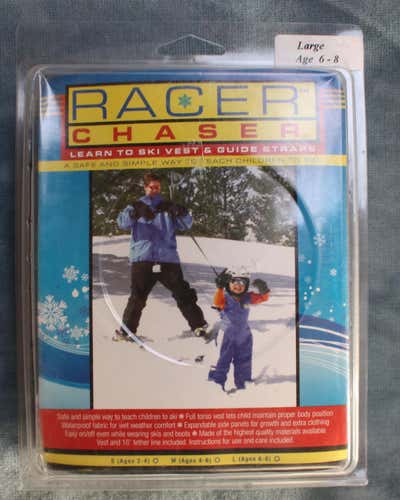 Large
Age 6 - 8
RACER™
CHASER
LEARN TO SKI VEST & GUIDE STRAPS
A SAFE AND SIMPLE WAY TO TEACH CHILDREN TO SKI
Safe and simple way to teach children to ski ✱ Full torso vest lets child maintain proper body position
Waterproof fabric for wet weather comfort ✱ Expandable side panels for growth and extra clothing
Easy on/off even while wearing skis and boots ✱ Made of the highest quality materials available
Vest and 16' tether line included. Instructions for use and care included.
S (Ages 2-4) M (Ages 4-6) L (Ages 6-8)